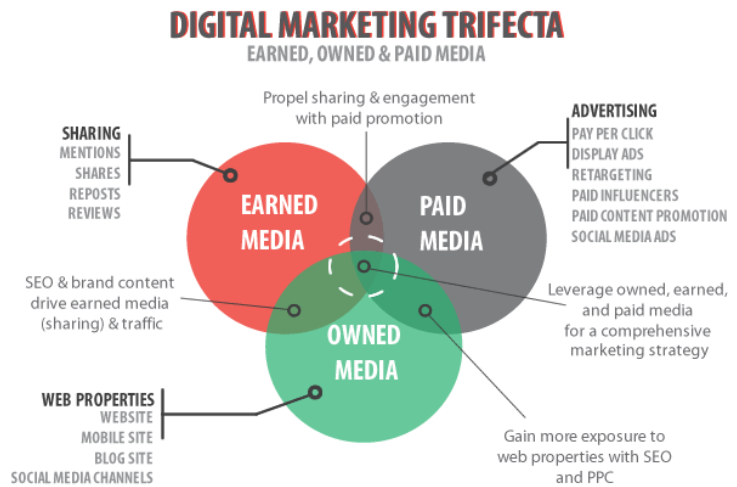 DIGITAL MARKETING TRIFECTA
EARNED, OWNED & PAID MEDIA
Propel sharing & engagement
with paid promotion
SHARING
MENTIONS
SHARES
REPOSTS
REVIEWS
ADVERTISING
PAY PER CLICK
DISPLAY ADS
RETARGETING
PAID INFLUENCERS
PAID CONTENT PROMOTION
SOCIAL MEDIA ADS
EARNED
MEDIA
PAID
MEDIA
SEO & brand content
drive earned media
(sharing) & traffic
Leverage owned, earned,
and paid media
for a comprehensive
marketing strategy
OWNED
MEDIA
WEB PROPERTIES
WEBSITE
MOBILE SITE
BLOG SITE
SOCIAL MEDIA CHANNELS
Gain more exposure to
web properties with SEO
and PPC